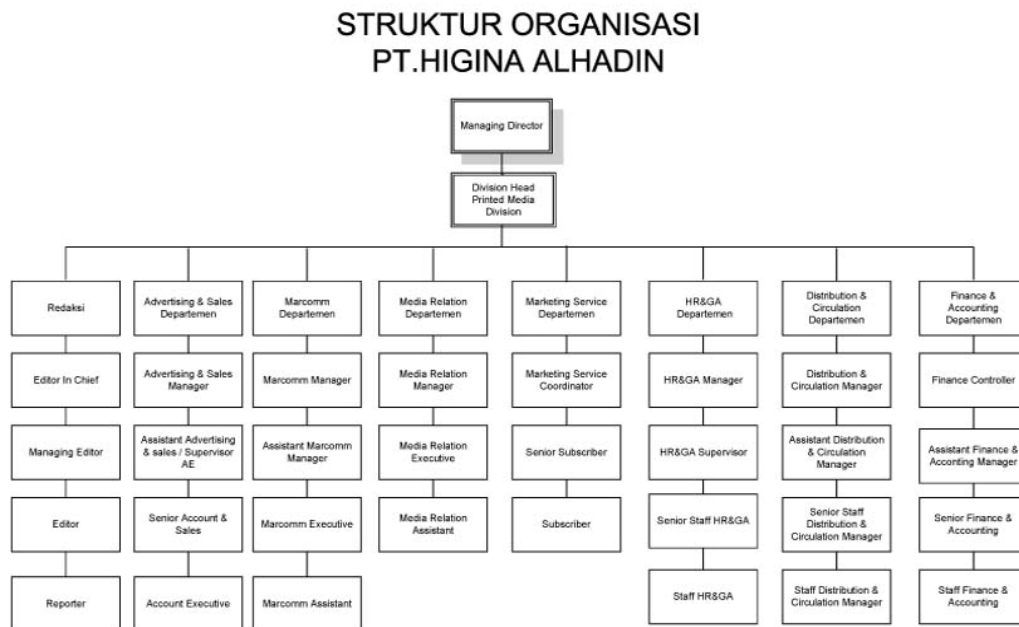 STRUKTUR ORGANISASI
PT.HIGINA ALHADIN
Managing Director
Division Head
Printed Media
Division
Redaksi
Advertising & Sales
Departemen
Marcomm
Departemen
Media Relation
Departemen
Marketing Service
Departemen
HR&GA
Departemen
Distribution &
Circulation
Departemen
Finance &
Accounting
Departemen
Editor In Chief
Advertising & Sales
Manager
Marcomm Manager
Media Relation
Manager
Marketing Service
Coordinator
HR&GA Manager
Distribution &
Circulation Manager
Finance Controller
Managing Editor
Assistant Advertising
& sales / Supervisor
AE
Assistant Marcomm
Manager
Media Relation
Executive
Senior Subscriber
HR&GA Supervisor
Assistant Distribution
& Circulation
Manager
Assistant Finance &
Acconting Manager
Editor
Senior Account &
Sales
Marcomm Executive
Media Relation
Assistant
Subscriber
Senior Staff HR&GA
Senior Staff
Distribution &
Circulation Manager
Senior Finance &
Accounting
Reporter
Account Executive
Marcomm Assistant
Staff HR&GA
Staff Distribution &
Circulation Manager
Staff Finance &
Accounting